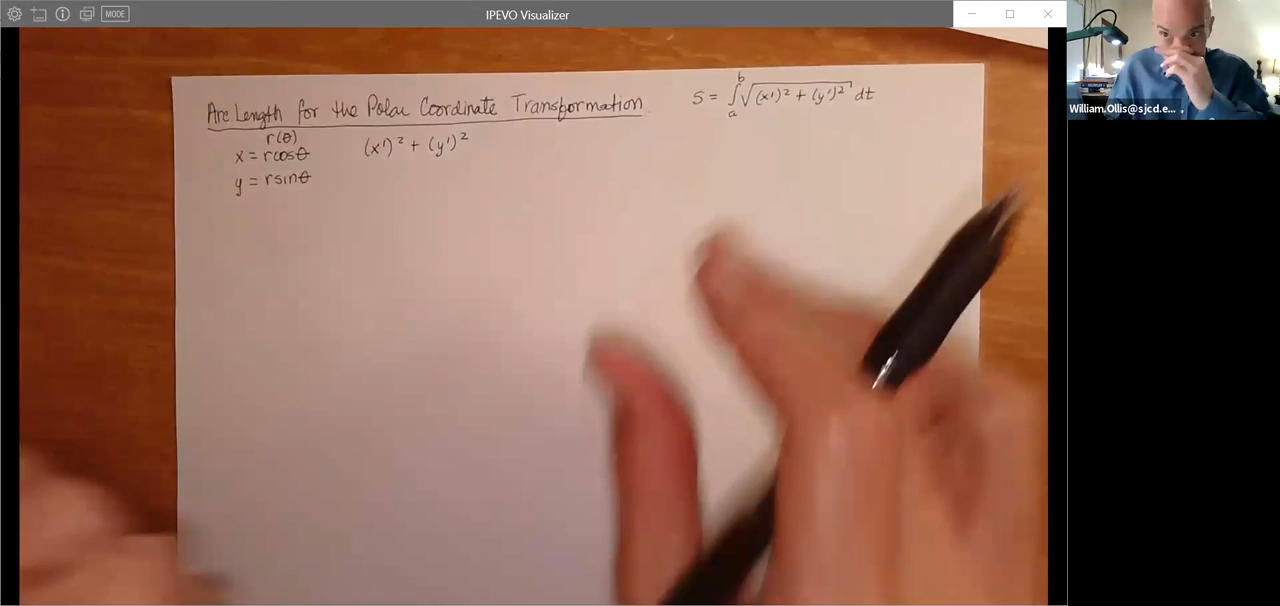 IPEVO Visualizer
MODE
Arc Length for the Polar Coordinate Transformation
S = ∫_a^b √((x')² + (y')²) dt
r(θ)
x = rcosθ
(x')² + (y')²
y = rsinθ
William.Ollis@sjcd.e...